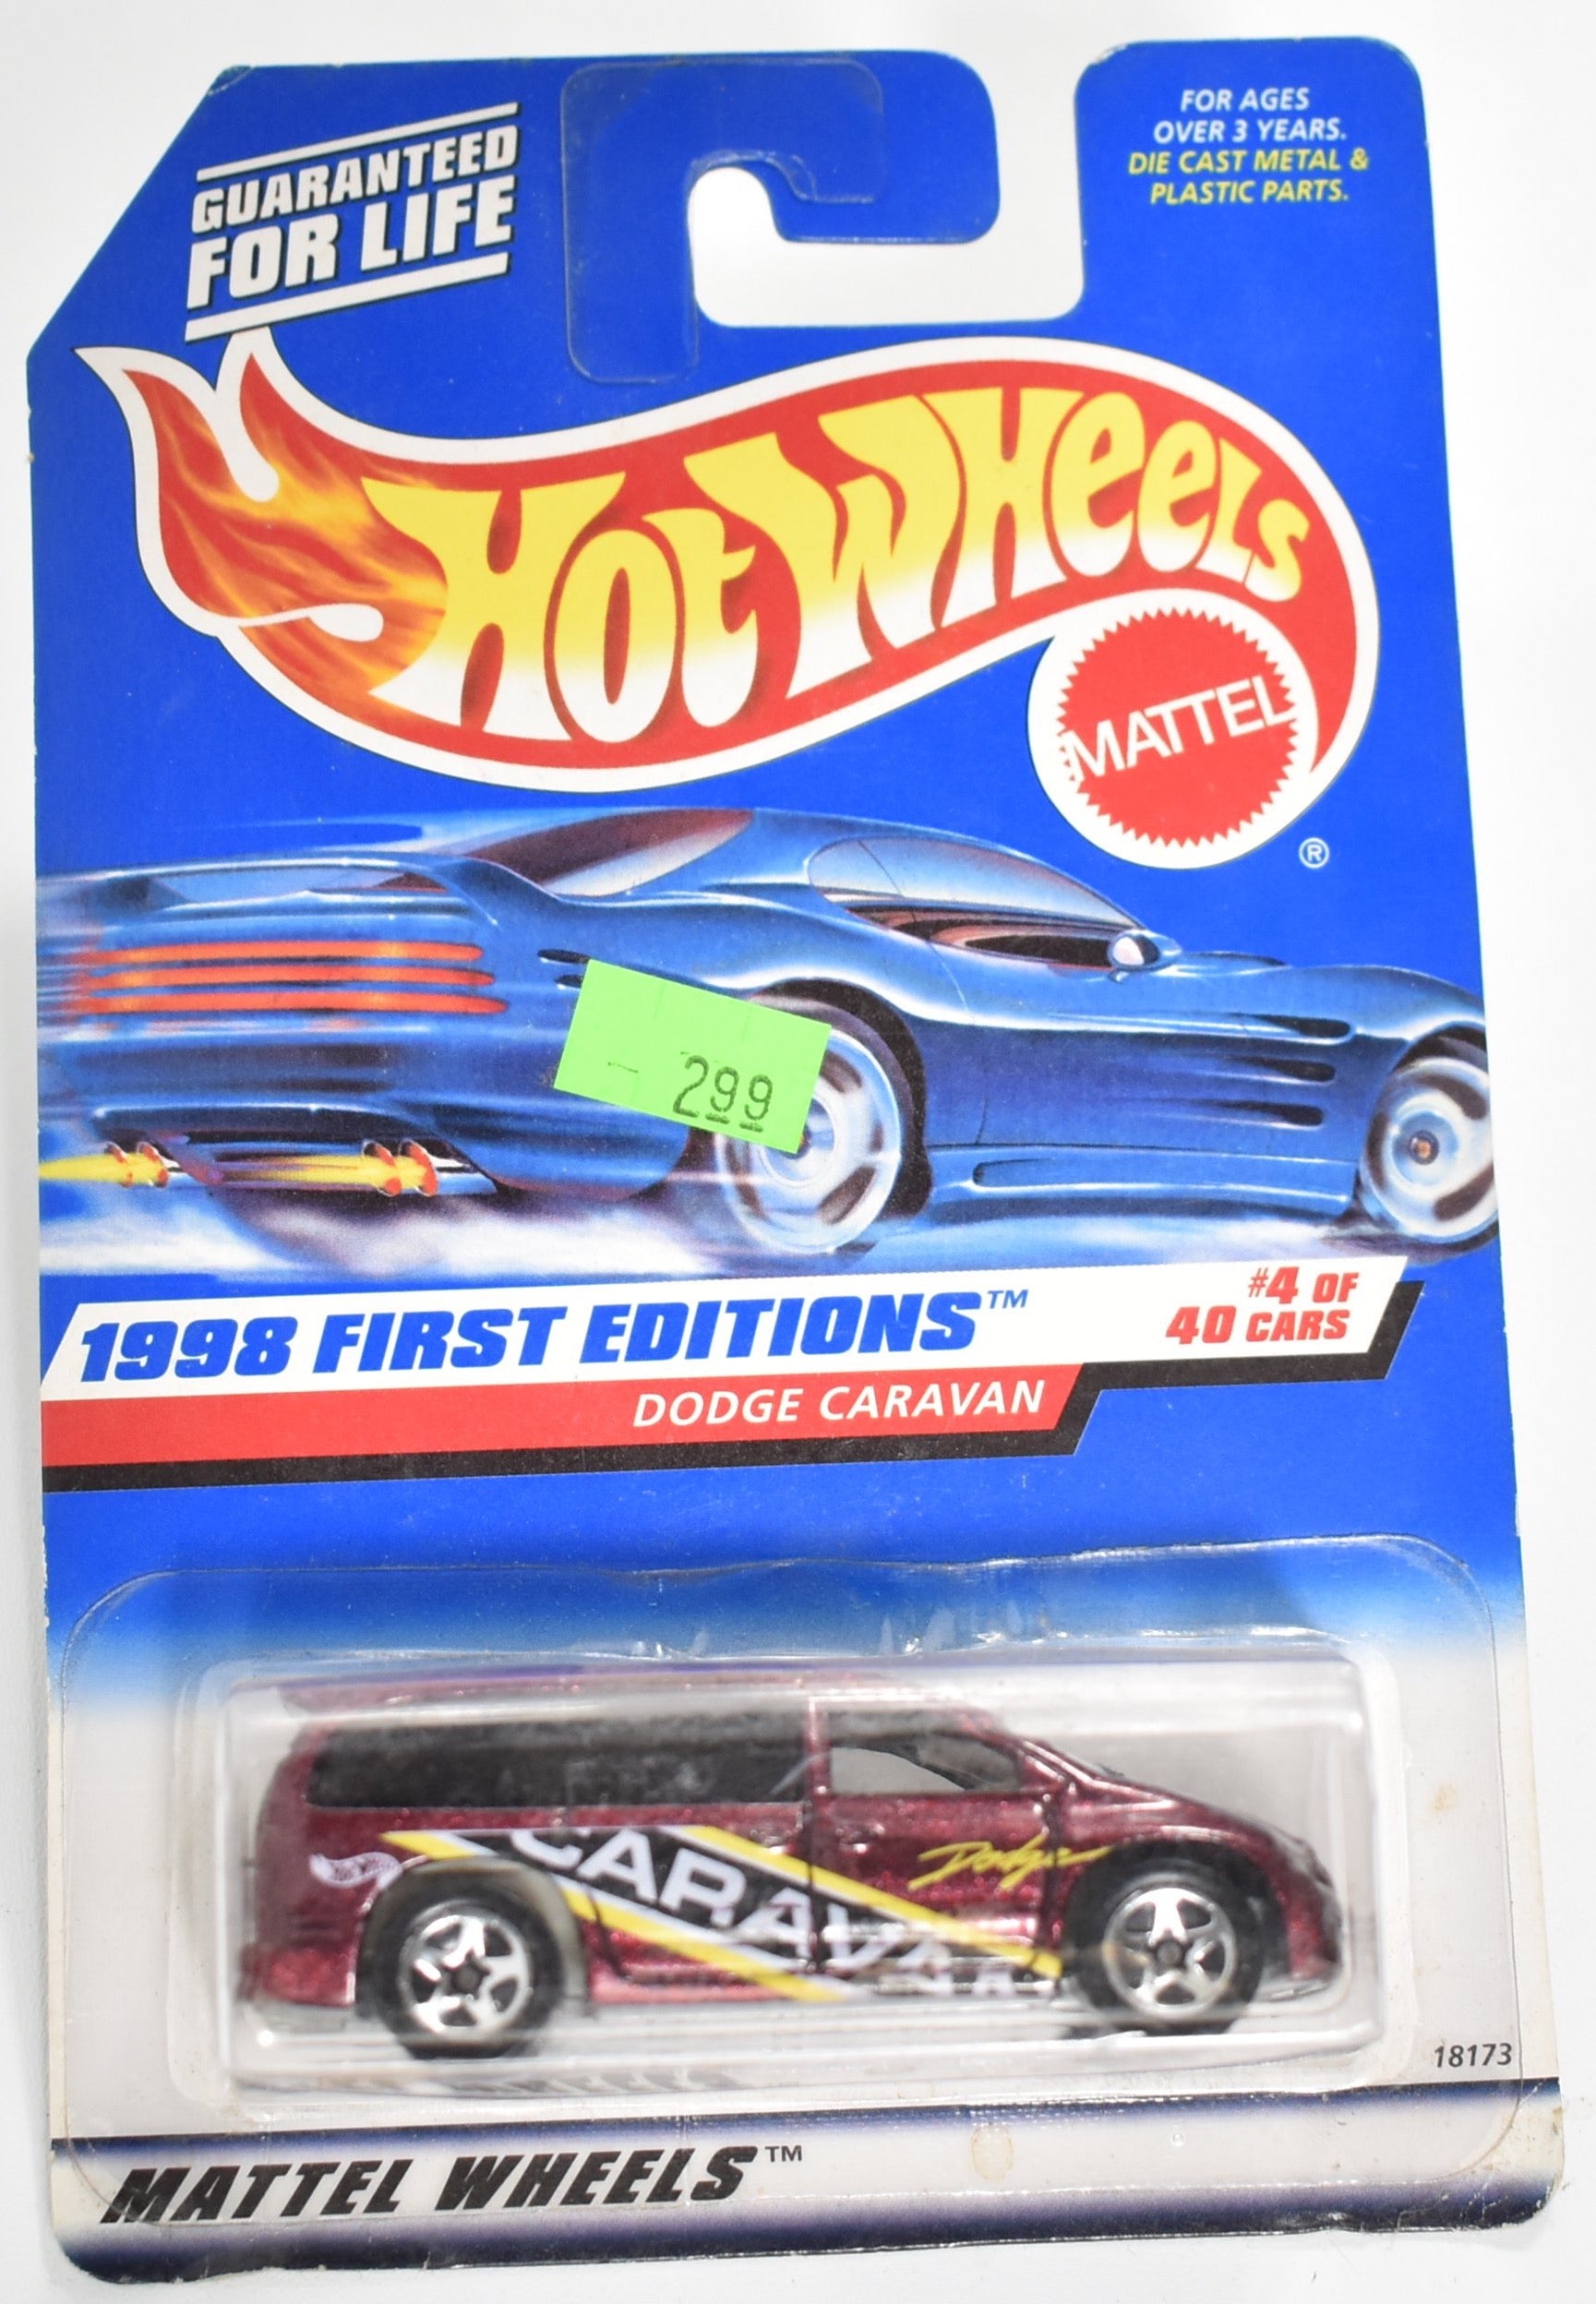 GUARANTEED
FOR LIFE
FOR AGES
OVER 3 YEARS.
DIE CAST METAL &
PLASTIC PARTS.
HOT WHEELS
MATTEL
®
299
1998 FIRST EDITIONS™
#4 OF
40 CARS
DODGE CARAVAN
CARAVAN
Dodge
18173
MATTEL WHEELS™